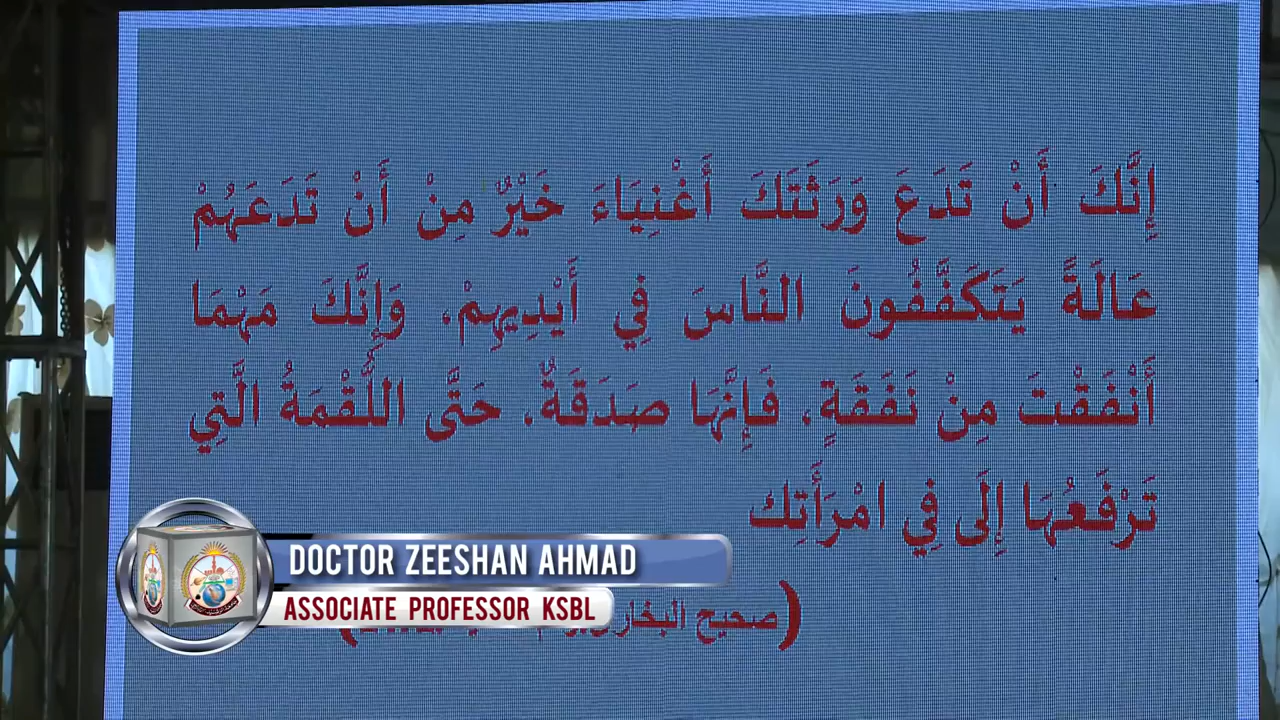 إِنَّكَ أَنْ تَدَعَ وَرَثَتَكَ أَغْنِيَاءَ خَيْرٌ مِنْ أَنْ تَدَعَهُمْ
عَالَةً يَتَكَفَّفُونَ النَّاسَ فِي أَيْدِيهِمْ، وَإِنَّكَ مَهْمَا
أَنْفَقْتَ مِنْ نَفَقَةٍ، فَإِنَّهَا صَدَقَةٌ، حَتَّى اللُّقْمَةُ الَّتِي
تَرْفَعُهَا إِلَى فِي امْرَأَتِك
(صحيح البخاري
DOCTOR ZEESHAN AHMAD
ASSOCIATE PROFESSOR KSBL